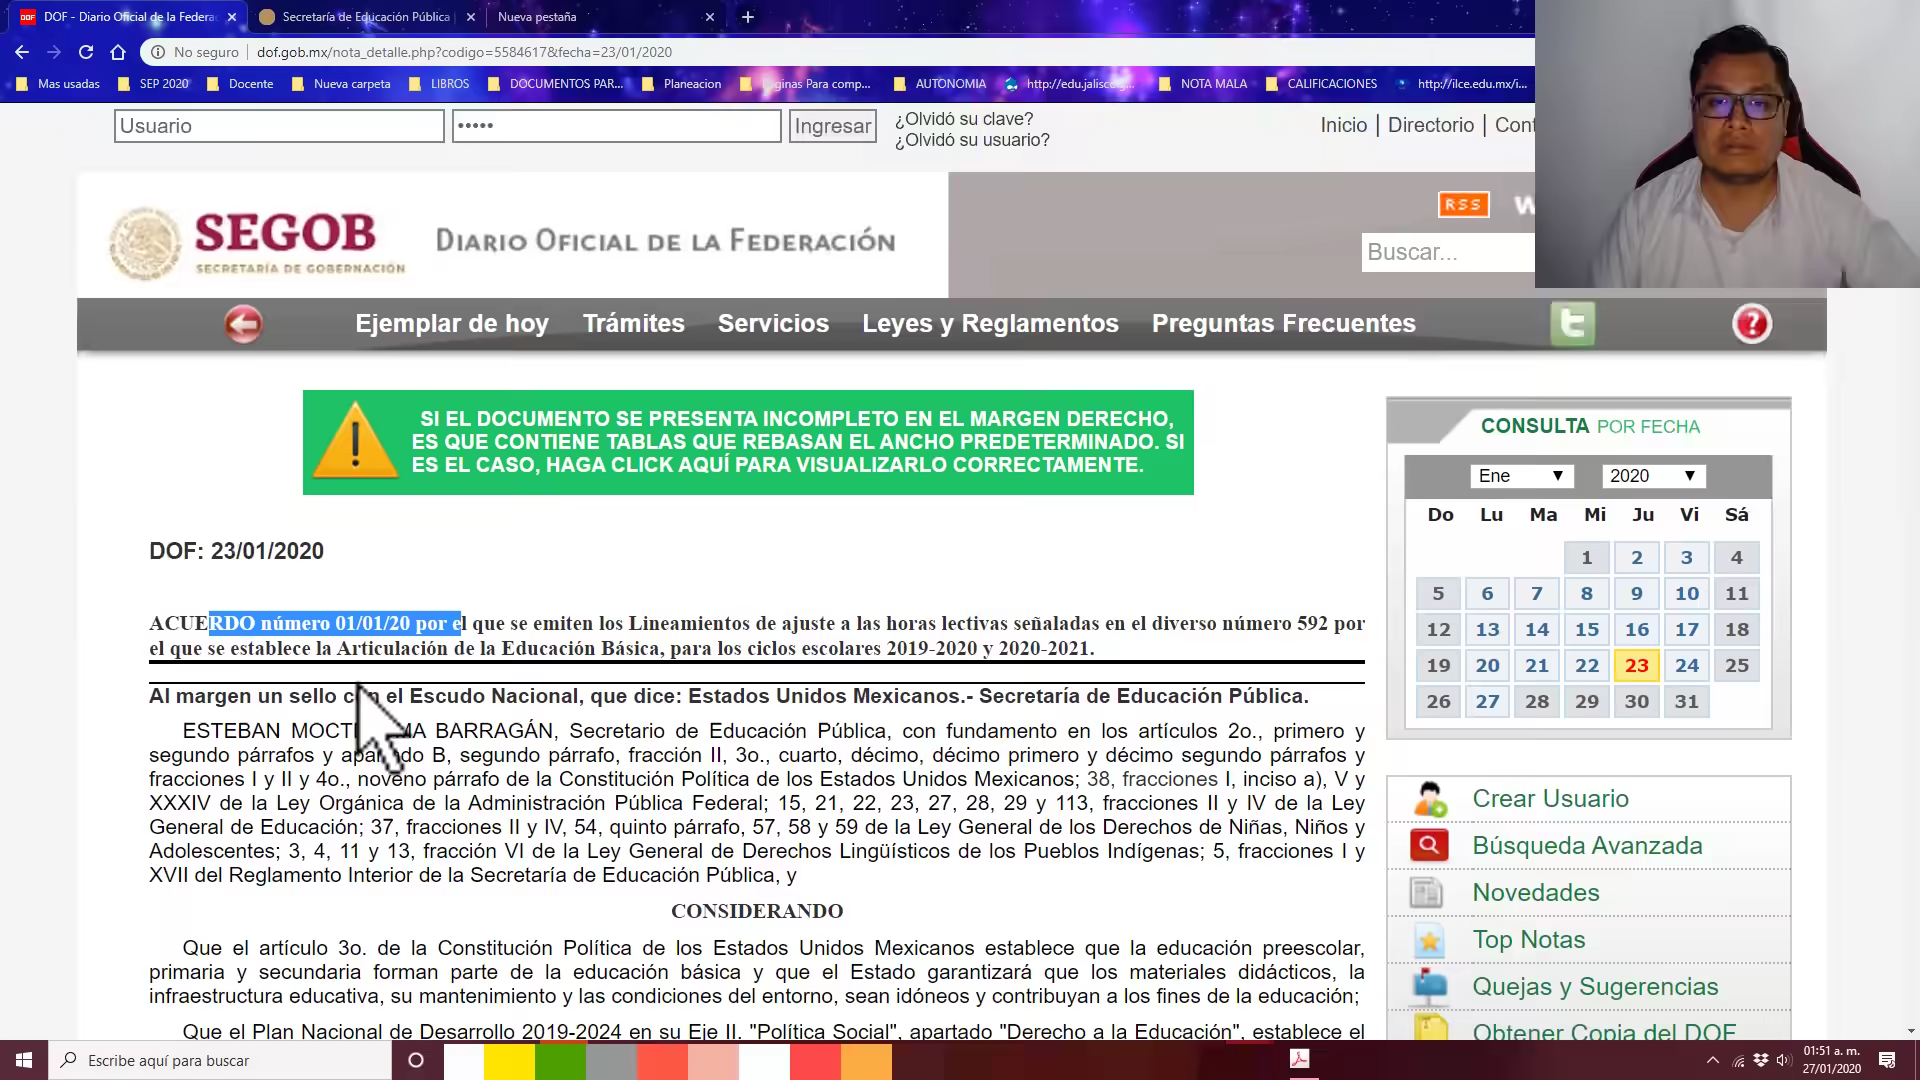 DOF - Diario Oficial de la Federac
Secretaría de Educación Pública
Nueva pestaña
No seguro
dof.gob.mx/nota_detalle.php?codigo=5584617&fecha=23/01/2020
Mas usadas
SEP 2020
Docente
Nueva carpeta
LIBROS
DOCUMENTOS PAR...
Planeacion
ginas Para comp...
AUTONOMIA
http://edu.jalisco.g...
NOTA MALA
CALIFICACIONES
http://ilce.edu.mx/i...
Usuario
•••••
Ingresar
¿Olvidó su clave?
¿Olvidó su usuario?
Inicio | Directorio |
SEGOB
SECRETARÍA DE GOBERNACIÓN
DIARIO OFICIAL DE LA FEDERACIÓN
RSS
Buscar...
Ejemplar de hoy
Trámites
Servicios
Leyes y Reglamentos
Preguntas Frecuentes
SI EL DOCUMENTO SE PRESENTA INCOMPLETO EN EL MARGEN DERECHO,
ES QUE CONTIENE TABLAS QUE REBASAN EL ANCHO PREDETERMINADO. SI
ES EL CASO, HAGA CLICK AQUÍ PARA VISUALIZARLO CORRECTAMENTE.
DOF: 23/01/2020
ACUERDO número 01/01/20 por el que se emiten los Lineamientos de ajuste a las horas lectivas señaladas en el diverso número 592 por
el que se establece la Articulación de la Educación Básica, para los ciclos escolares 2019-2020 y 2020-2021.
Al margen un sello con el Escudo Nacional, que dice: Estados Unidos Mexicanos.- Secretaría de Educación Pública.
ESTEBAN MOCTEZUMA BARRAGÁN, Secretario de Educación Pública, con fundamento en los artículos 2o., primero y
segundo párrafos y apartado B, segundo párrafo, fracción II, 3o., cuarto, décimo, décimo primero y décimo segundo párrafos y
fracciones I y II y 4o., noveno párrafo de la Constitución Política de los Estados Unidos Mexicanos; 38, fracciones I, inciso a), V y
XXXIV de la Ley Orgánica de la Administración Pública Federal; 15, 21, 22, 23, 27, 28, 29 y 113, fracciones II y IV de la Ley
General de Educación; 37, fracciones II y IV, 54, quinto párrafo, 57, 58 y 59 de la Ley General de los Derechos de Niñas, Niños y
Adolescentes; 3, 4, 11 y 13, fracción VI de la Ley General de Derechos Lingüísticos de los Pueblos Indígenas; 5, fracciones I y
XVII del Reglamento Interior de la Secretaría de Educación Pública, y
CONSIDERANDO
Que el artículo 3o. de la Constitución Política de los Estados Unidos Mexicanos establece que la educación preescolar,
primaria y secundaria forman parte de la educación básica y que el Estado garantizará que los materiales didácticos, la
infraestructura educativa, su mantenimiento y las condiciones del entorno, sean idóneos y contribuyan a los fines de la educación;
Que el Plan Nacional de Desarrollo 2019-2024 en su Eje II. "Política Social", apartado "Derecho a la Educación", establece el
CONSULTA POR FECHA
Ene 2020
Do Lu Ma Mi Ju Vi Sá
1 2 3 4
5 6 7 8 9 10 11
12 13 14 15 16 17 18
19 20 21 22 23 24 25
26 27 28 29 30 31
Crear Usuario
Búsqueda Avanzada
Novedades
Top Notas
Quejas y Sugerencias
Obtener Copia del DOF
Escribe aquí para buscar
01:51 a. m.
27/01/2020